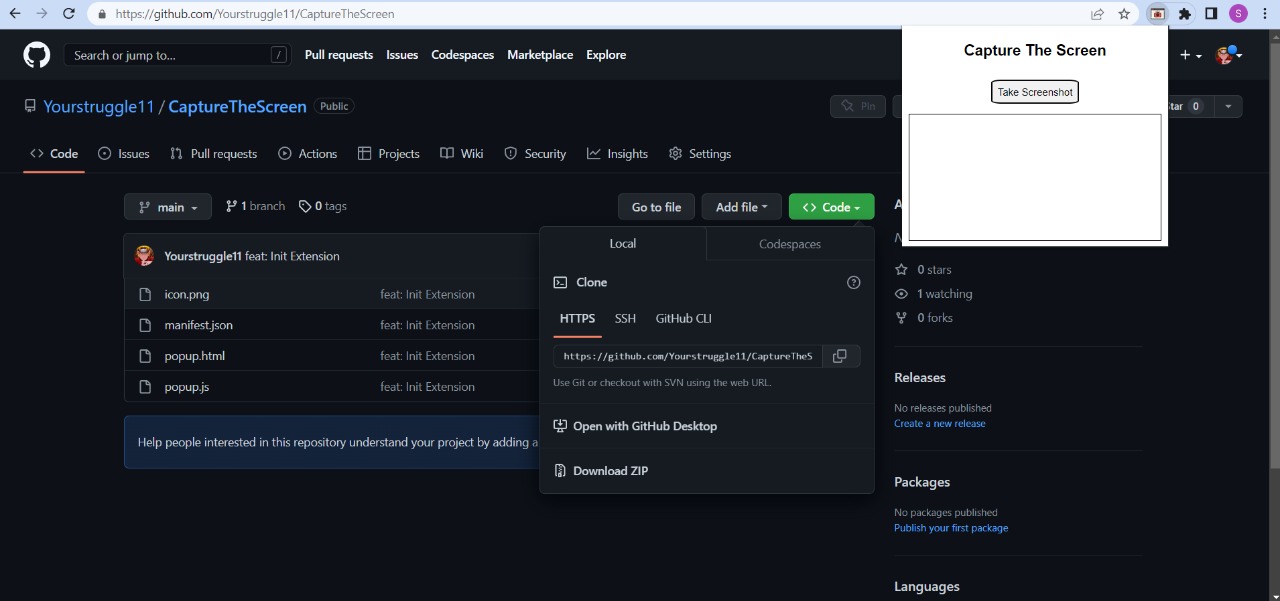 https://github.com/Yourstruggle11/CaptureTheScreen
S
Capture The Screen
Take Screenshot
Search or jump to... /
Pull requests Issues Codespaces Marketplace Explore
Yourstruggle11 / CaptureTheScreen Public
Pin
0
Code Issues Pull requests Actions Projects Wiki Security Insights Settings
main 1 branch 0 tags
Go to file Add file Code
Yourstruggle11 feat: Init Extension
icon.png feat: Init Extension
manifest.json feat: Init Extension
popup.html feat: Init Extension
popup.js feat: Init Extension
Help people interested in this repository understand your project by adding a
Local Codespaces
Clone
HTTPS SSH GitHub CLI
https://github.com/Yourstruggle11/CaptureTheS
Use Git or checkout with SVN using the web URL.
Open with GitHub Desktop
Download ZIP
0 stars
1 watching
0 forks
Releases
No releases published
Create a new release
Packages
No packages published
Publish your first package
Languages